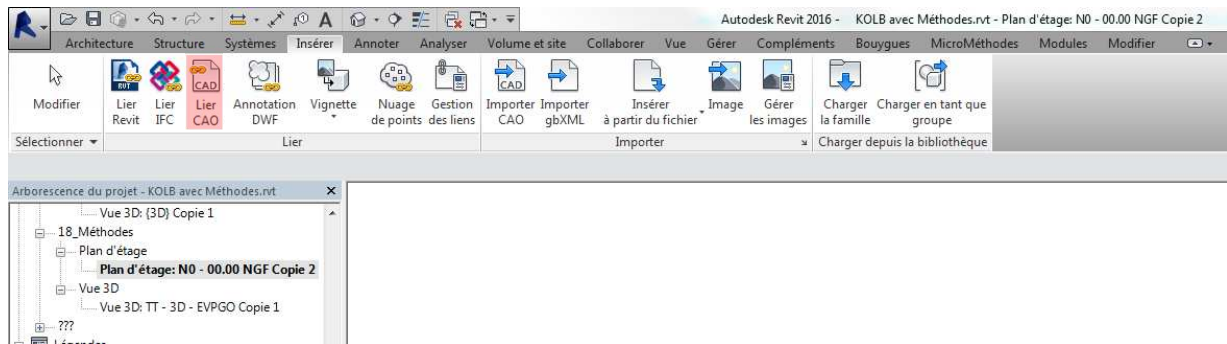 Autodesk Revit 2016 - KOLB avec Méthodes.rvt - Plan d'étage: N0 - 00.00 NGF Copie 2
Architecture Structure Systèmes Insérer Annoter Analyser Volume et site Collaborer Vue Gérer Compléments Bouygues MicroMéthodes Modules Modifier
Modifier
Lier Revit
Lier IFC
Lier CAO
Annotation DWF
Vignette
Nuage de points
Gestion des liens
Importer CAO
Importer gbXML
Insérer à partir du fichier
Image
Gérer les images
Charger la famille
Charger en tant que groupe
Sélectionner
Lier
Importer
Charger depuis la bibliothèque
Arborescence du projet - KOLB avec Méthodes.rvt
Vue 3D: {3D} Copie 1
18_Méthodes
Plan d'étage
Plan d'étage: N0 - 00.00 NGF Copie 2
Vue 3D
Vue 3D: TT - 3D - EVPGO Copie 1
???
Légendes